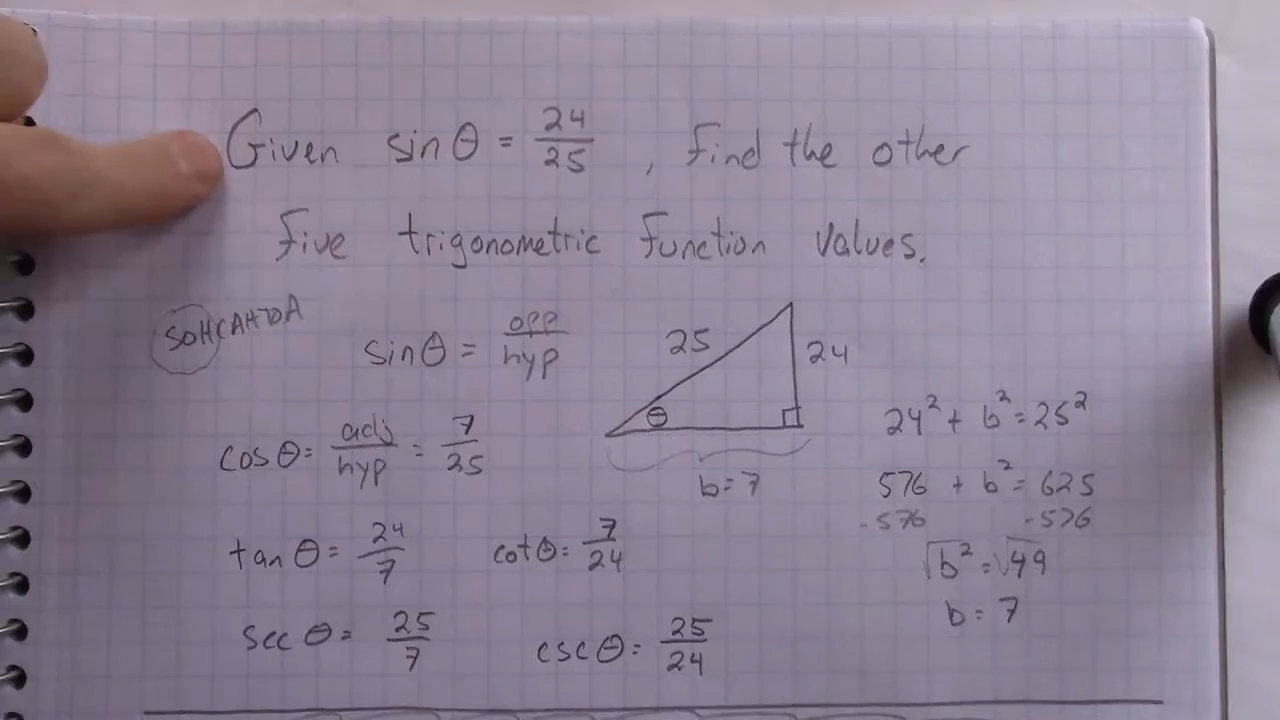 Given sin θ = 24/25 , find the other
five trigonometric function values.
SOHCAHTOA
sin θ = opp/hyp
25
24
θ
b = 7
cos θ = adj/hyp = 7/25
tan θ = 24/7
cot θ = 7/24
sec θ = 25/7
csc θ = 25/24
24² + b² = 25²
576 + b² = 625
-576 -576
√b² = √49
b = 7